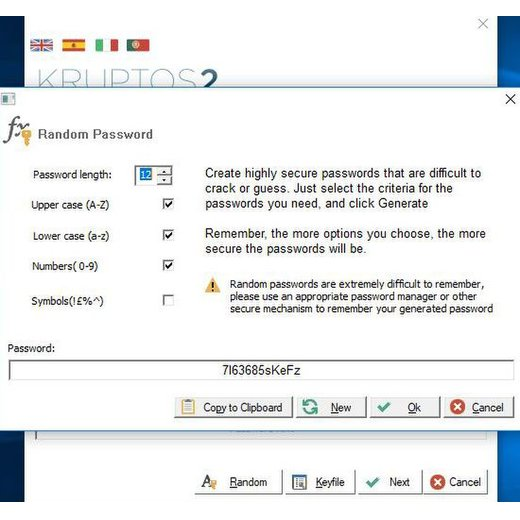 KRUPTOS2
Random Password
Password length: 12
Upper case (A-Z)
Lower case (a-z)
Numbers( 0-9)
Symbols(!£%^)
Create highly secure passwords that are difficult to
crack or guess. Just select the criteria for the
passwords you need, and click Generate
Remember, the more options you choose, the more
secure the passwords will be.
Random passwords are extremely difficult to remember,
please use an appropriate password manager or other
secure mechanism to remember your generated password
Password:
7I63685sKeFz
Copy to Clipboard New Ok Cancel
Random Keyfile Next Cancel